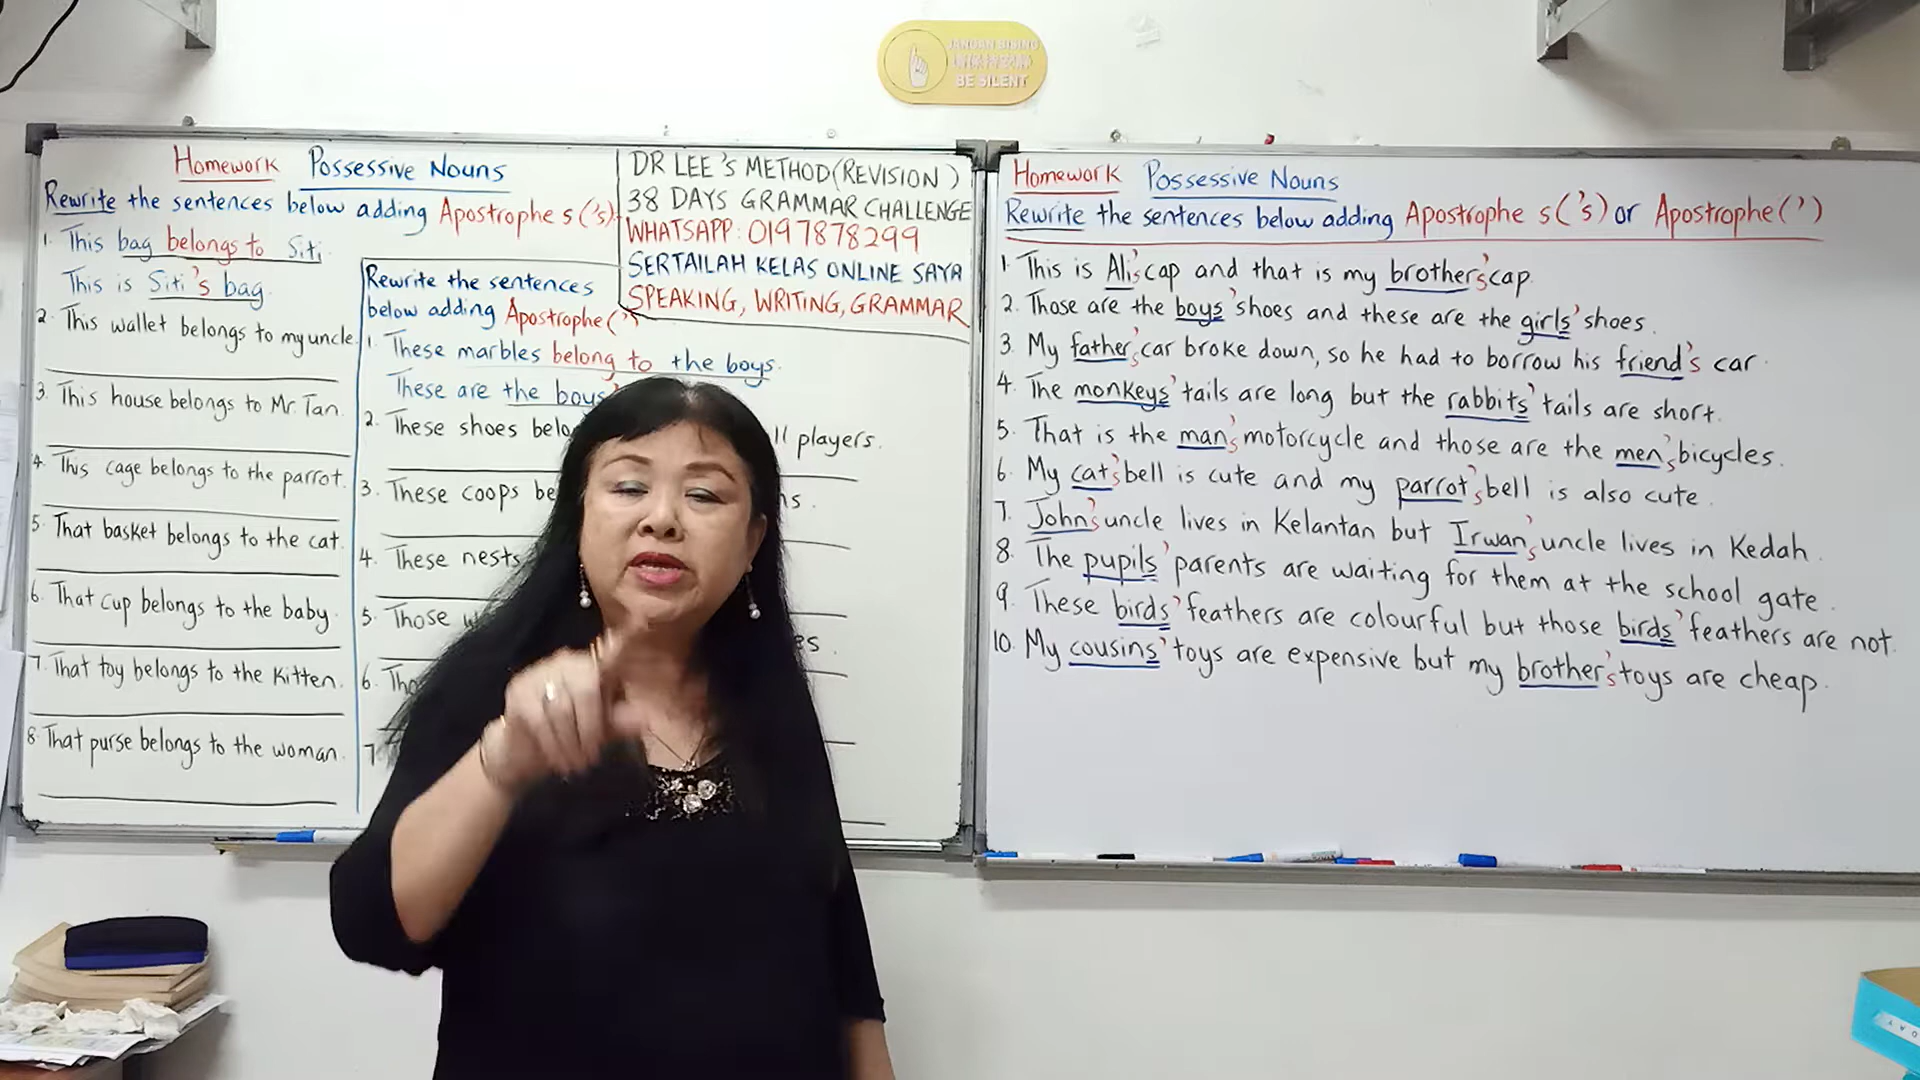 JANGAN BISING
BE SILENT
Homework Possessive Nouns
Rewrite the sentences below adding Apostrophe s ('s)
1. This bag belongs to Siti
This is Siti's bag.
2. This wallet belongs to my uncle.
3. This house belongs to Mr. Tan.
4. This cage belongs to the parrot.
5. That basket belongs to the cat.
6. That cup belongs to the baby.
7. That toy belongs to the kitten.
8. That purse belongs to the woman.
DR LEE'S METHOD (REVISION)
38 DAYS GRAMMAR CHALLENGE
WHATSAPP: 0197878299
SERTAILAH KELAS ONLINE SAYA
SPEAKING, WRITING, GRAMMAR
Rewrite the sentences
below adding Apostrophe (')
1. These marbles belong to the boys.
These are the boys'
2. These shoes players.
3. These coops
4. These nests
5. Those
6.
7.
Homework Possessive Nouns
Rewrite the sentences below adding Apostrophe s ('s) or Apostrophe (')
1. This is Ali's cap and that is my brother's cap.
2. Those are the boys' shoes and these are the girls' shoes.
3. My father's car broke down, so he had to borrow his friend's car.
4. The monkeys' tails are long but the rabbits' tails are short.
5. That is the man's motorcycle and those are the men's bicycles.
6. My cat's bell is cute and my parrot's bell is also cute.
7. John's uncle lives in Kelantan but Irwan's uncle lives in Kedah.
8. The pupils' parents are waiting for them at the school gate.
9. These birds' feathers are colourful but those birds' feathers are not.
10. My cousins' toys are expensive but my brother's toys are cheap.